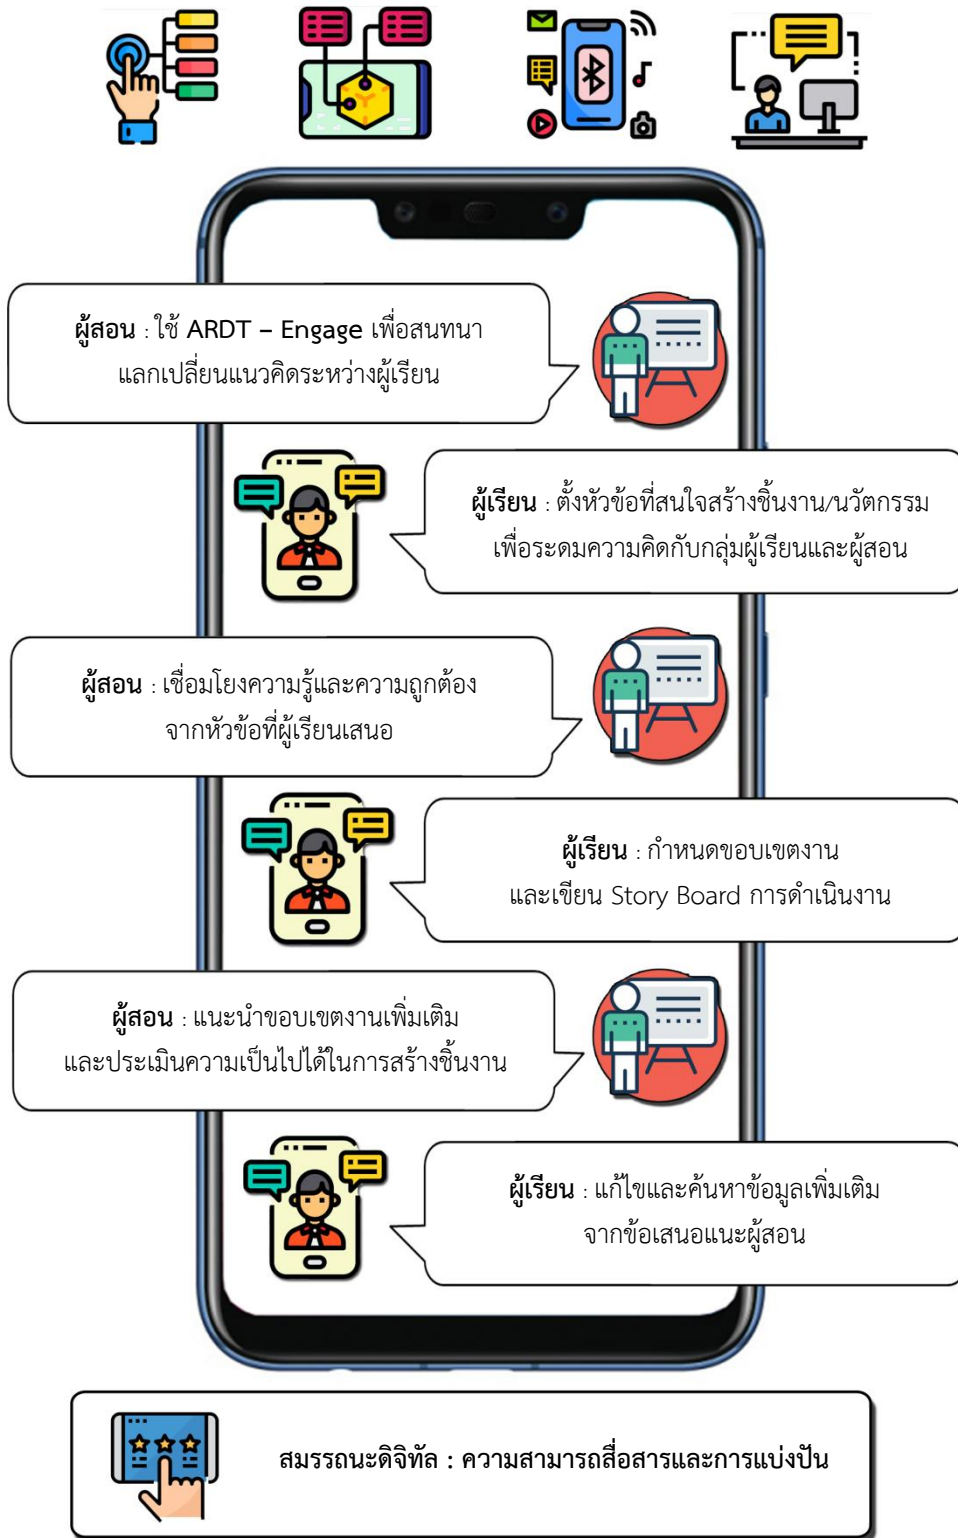 ผู้สอน : ใช้ ARDT – Engage เพื่อสนทนา
แลกเปลี่ยนแนวคิดระหว่างผู้เรียน
ผู้เรียน : ตั้งหัวข้อที่สนใจสร้างชิ้นงาน/นวัตกรรม
เพื่อระดมความคิดกับกลุ่มผู้เรียนและผู้สอน
ผู้สอน : เชื่อมโยงความรู้และความถูกต้อง
จากหัวข้อที่ผู้เรียนเสนอ
ผู้เรียน : กำหนดขอบเขตงาน
และเขียน Story Board การดำเนินงาน
ผู้สอน : แนะนำขอบเขตงานเพิ่มเติม
และประเมินความเป็นไปได้ในการสร้างชิ้นงาน
ผู้เรียน : แก้ไขและค้นหาข้อมูลเพิ่มเติม
จากข้อเสนอแนะผู้สอน
สมรรถนะดิจิทัล : ความสามารถสื่อสารและการแบ่งปัน